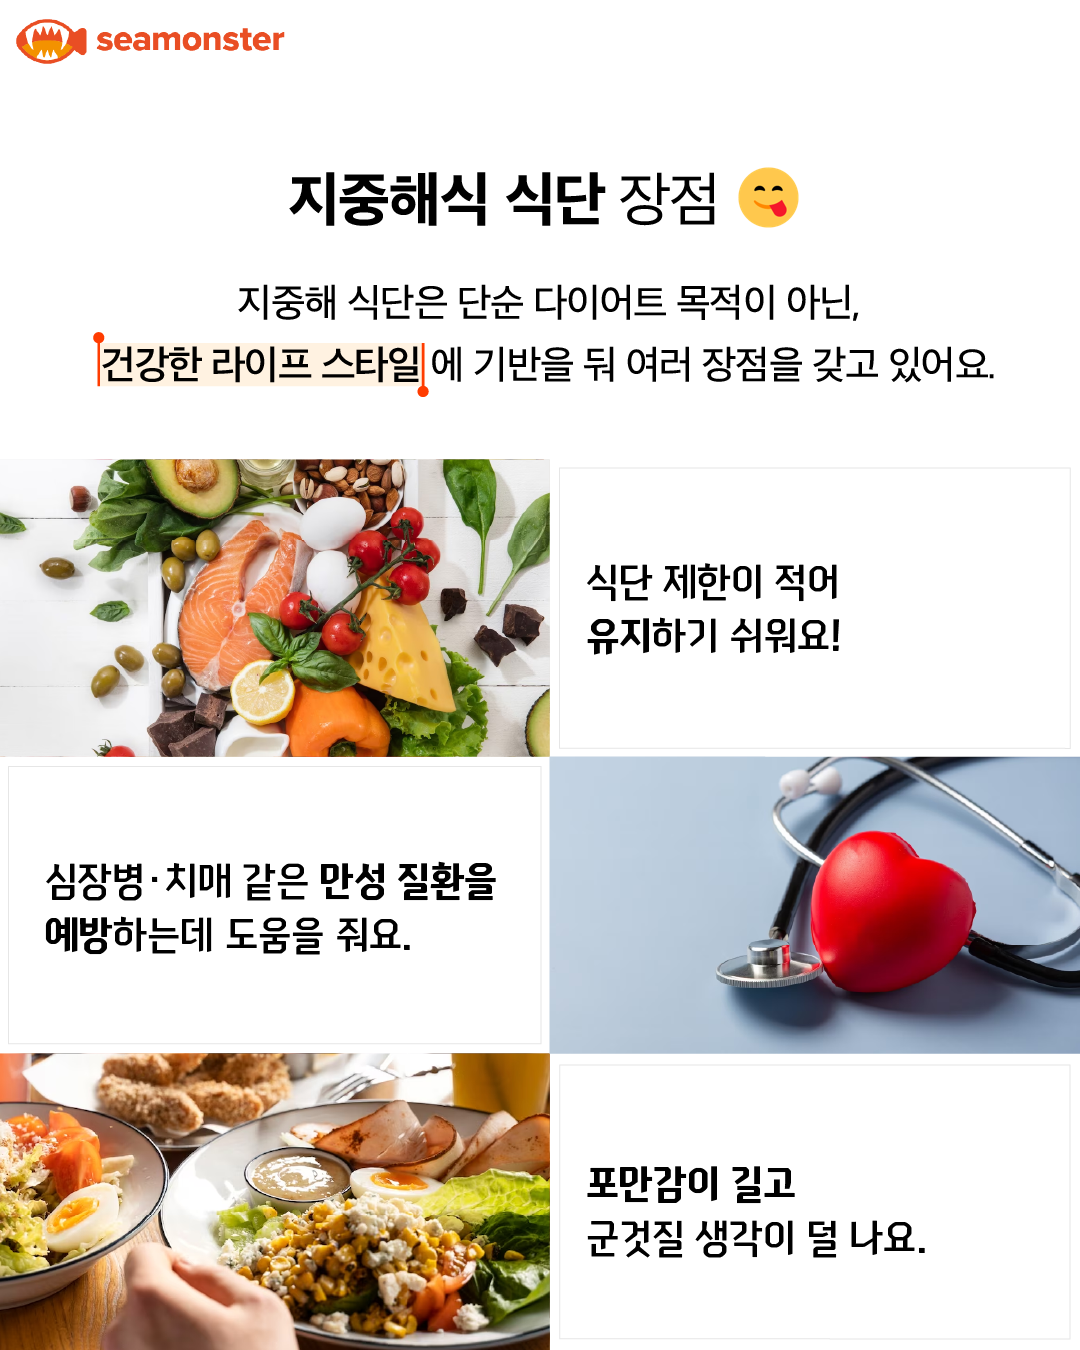 seamonster
지중해식 식단 장점
지중해 식단은 단순 다이어트 목적이 아닌,
건강한 라이프 스타일에 기반을 둬 여러 장점을 갖고 있어요.
식단 제한이 적어
유지하기 쉬워요!
심장병·치매 같은 만성 질환을
예방하는데 도움을 줘요.
포만감이 길고
군것질 생각이 덜 나요.